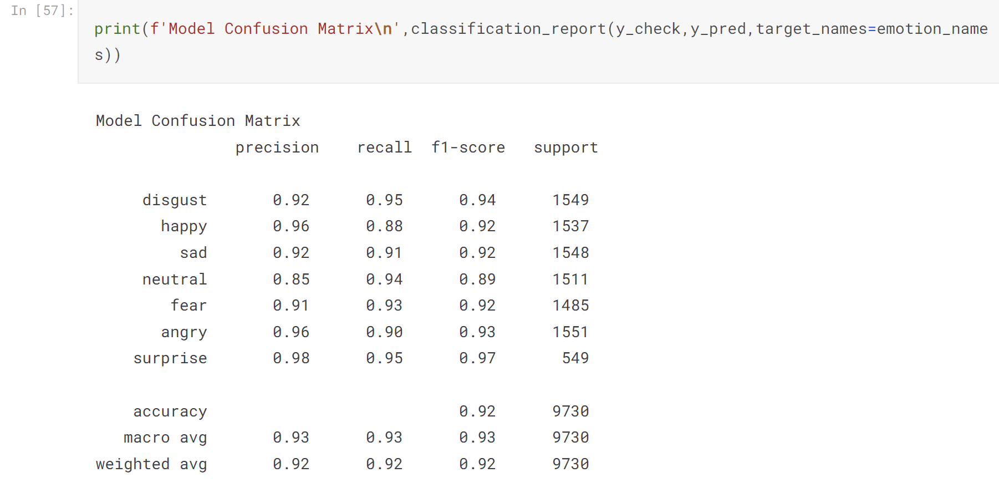 In [57]:
print(f'Model Confusion Matrix\n',classification_report(y_check,y_pred,target_names=emotion_name
s))
Model Confusion Matrix
precision recall f1-score support
disgust 0.92 0.95 0.94 1549
happy 0.96 0.88 0.92 1537
sad 0.92 0.91 0.92 1548
neutral 0.85 0.94 0.89 1511
fear 0.91 0.93 0.92 1485
angry 0.96 0.90 0.93 1551
surprise 0.98 0.95 0.97 549
accuracy 0.92 9730
macro avg 0.93 0.93 0.93 9730
weighted avg 0.92 0.92 0.92 9730